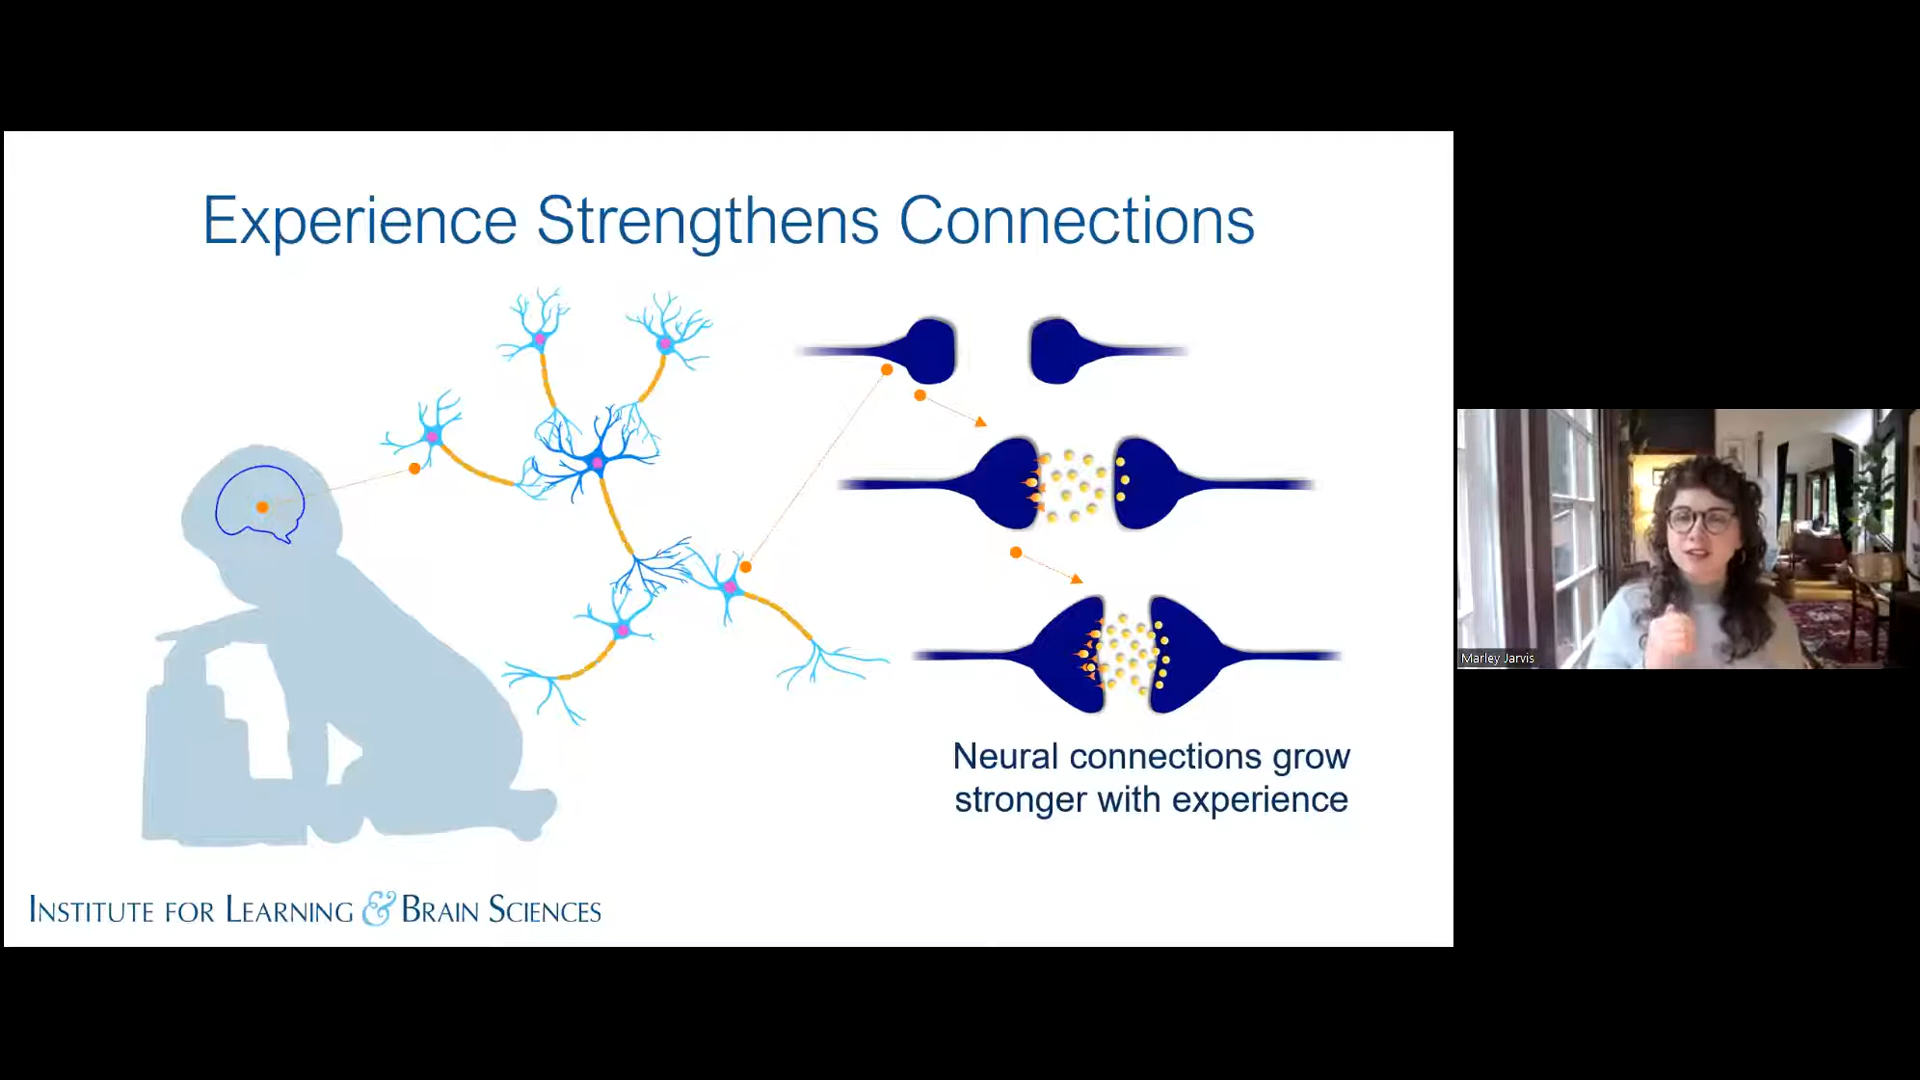 Experience Strengthens Connections
Neural connections grow
stronger with experience
INSTITUTE FOR LEARNING & BRAIN SCIENCES
Marley Jarvis